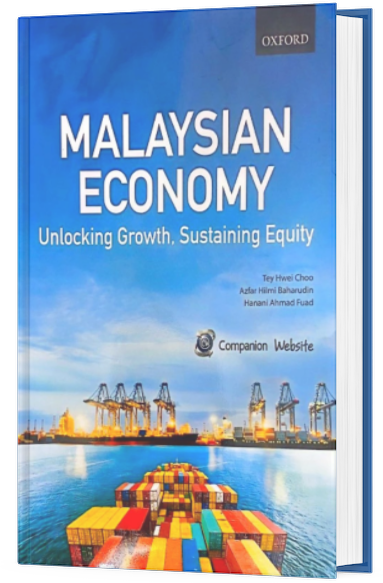 OXFORD
MALAYSIAN
ECONOMY
Unlocking Growth, Sustaining Equity
Tey Hwei Choo
Azfar Hilmi Baharudin
Hanani Ahmad Fuad
Companion Website